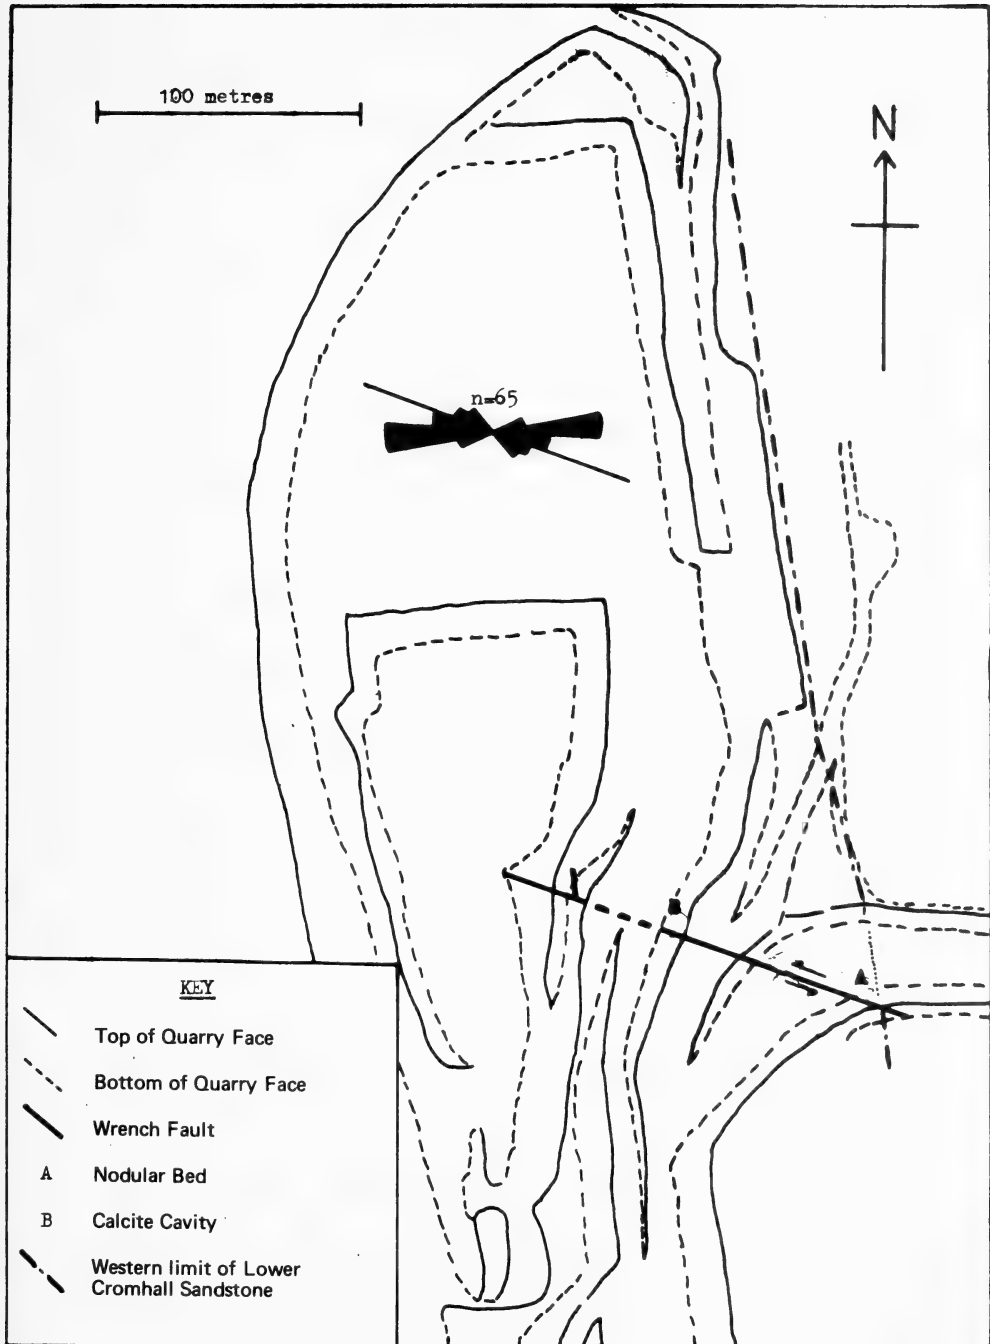 100 metres
N
n=65
B
A
KEY
Top of Quarry Face
Bottom of Quarry Face
Wrench Fault
A Nodular Bed
B Calcite Cavity
Western limit of Lower
Cromhall Sandstone